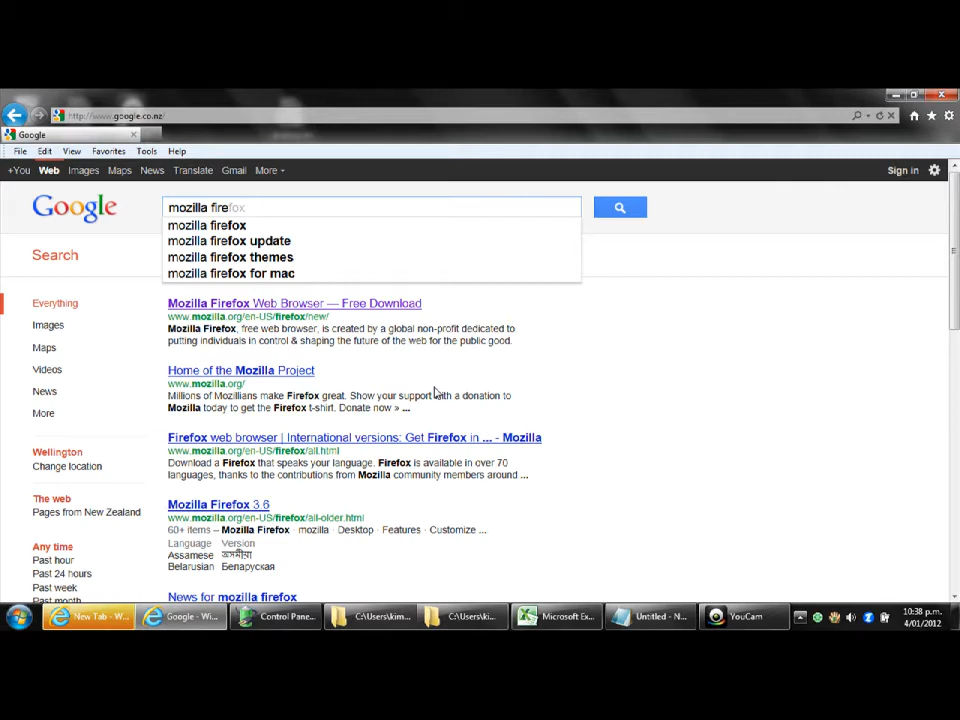 http://www.google.co.nz/
Google
File Edit View Favorites Tools Help
+You Web Images Maps News Translate Gmail More Sign in
Google
mozilla firefox
mozilla firefox
mozilla firefox update
mozilla firefox themes
mozilla firefox for mac
Search
Everything
Images
Maps
Videos
News
More
Wellington
Change location
The web
Pages from New Zealand
Any time
Past hour
Past 24 hours
Past week
Past month
Mozilla Firefox Web Browser — Free Download
www.mozilla.org/en-US/firefox/new/
Mozilla Firefox, free web browser, is created by a global non-profit dedicated to
putting individuals in control & shaping the future of the web for the public good.
Home of the Mozilla Project
www.mozilla.org/
Millions of Mozillians make Firefox great. Show your support with a donation to
Mozilla today to get the Firefox t-shirt. Donate now » ...
Firefox web browser | International versions: Get Firefox in ... - Mozilla
www.mozilla.org/en-US/firefox/all.html
Download a Firefox that speaks your language. Firefox is available in over 70
languages, thanks to the contributions from Mozilla community members around ...
Mozilla Firefox 3.6
www.mozilla.org/en-US/firefox/all-older.html
60+ items – Mozilla Firefox · mozilla · Desktop · Features · Customize ...
Language Version
Assamese অসমীয়া
Belarusian Беларуская
News for mozilla firefox
New Tab - W... Google - Wi... Control Pane... C:\Users\kim... C:\Users\ki... Microsoft Ex... Untitled - N... YouCam 10:38 p.m.
4/01/2012